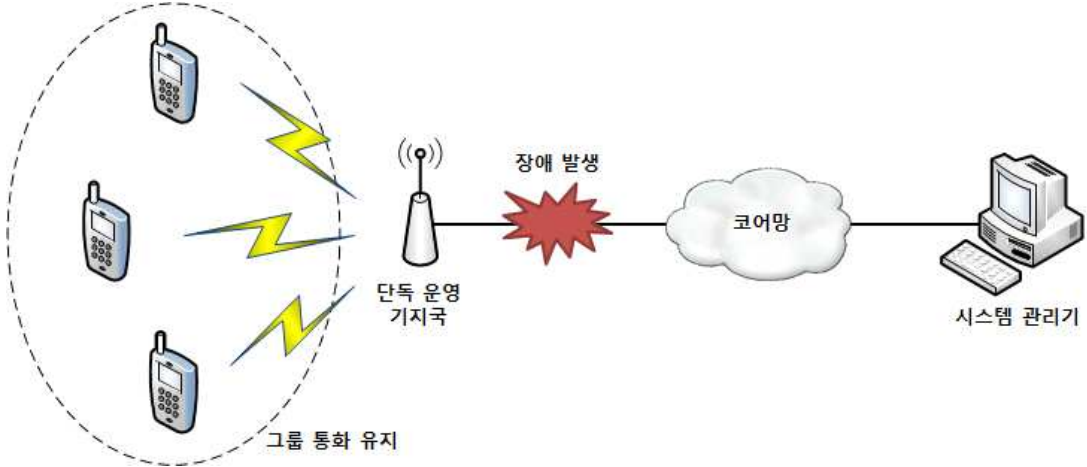 장애 발생
코어망
단독 운영
기지국
시스템 관리기
그룹 통화 유지